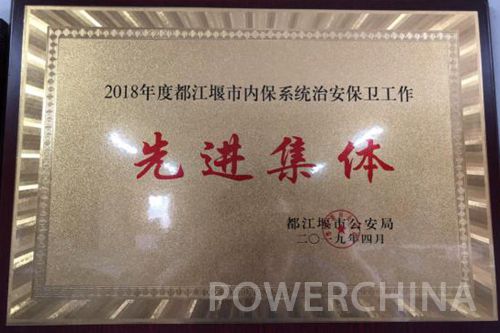 2018年度都江堰市内保系统治安保卫工作
先进集体
都江堰市公安局
二〇一九年四月
POWERCHINA